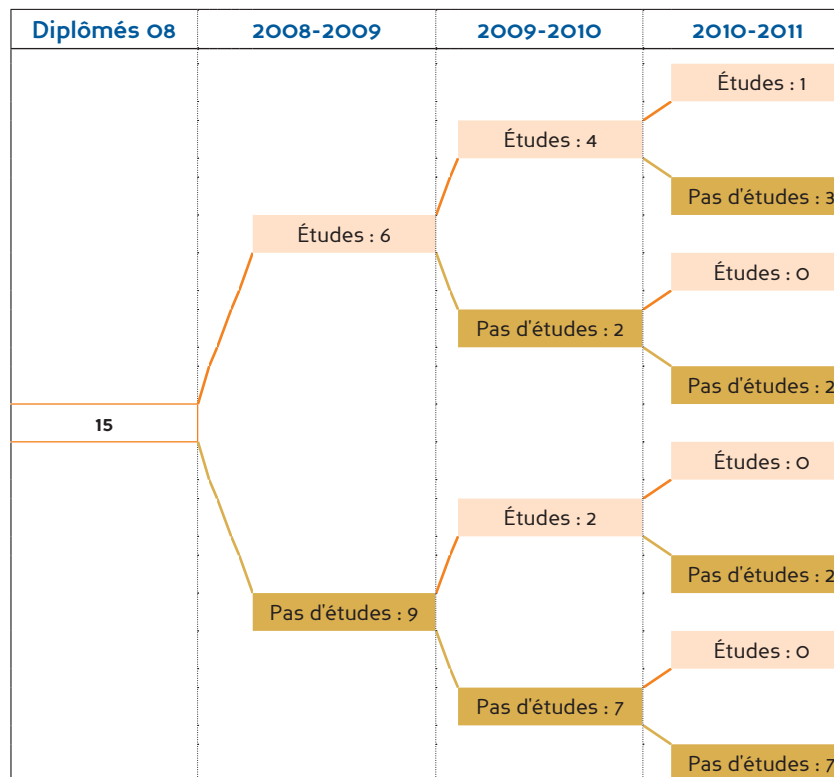 Diplômés 08 2008-2009 2009-2010 2010-2011
Études : 1
Études : 4
Pas d'études : 3
Études : 6
Études : 0
Pas d'études : 2
Pas d'études : 2
15
Études : 0
Études : 2
Pas d'études : 2
Pas d'études : 9
Études : 0
Pas d'études : 7
Pas d'études : 7